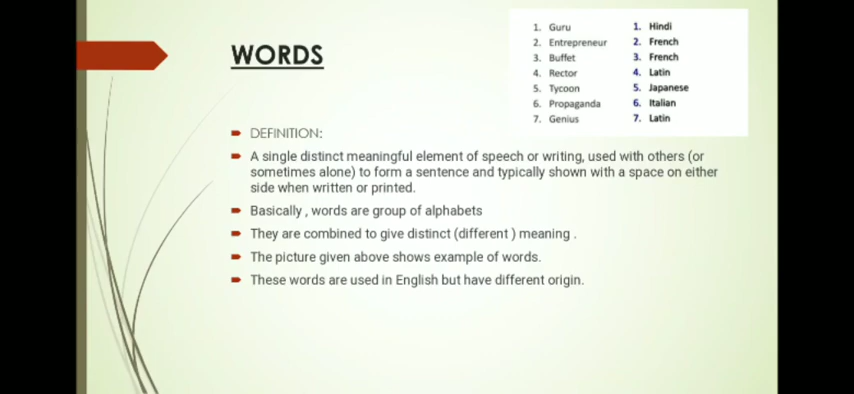 WORDS
1. Guru 1. Hindi
2. Entrepreneur 2. French
3. Buffet 3. French
4. Rector 4. Latin
5. Tycoon 5. Japanese
6. Propaganda 6. Italian
7. Genius 7. Latin
DEFINITION:
A single distinct meaningful element of speech or writing, used with others (or
sometimes alone) to form a sentence and typically shown with a space on either
side when written or printed.
Basically , words are group of alphabets
They are combined to give distinct (different ) meaning .
The picture given above shows example of words.
These words are used in English but have different origin.